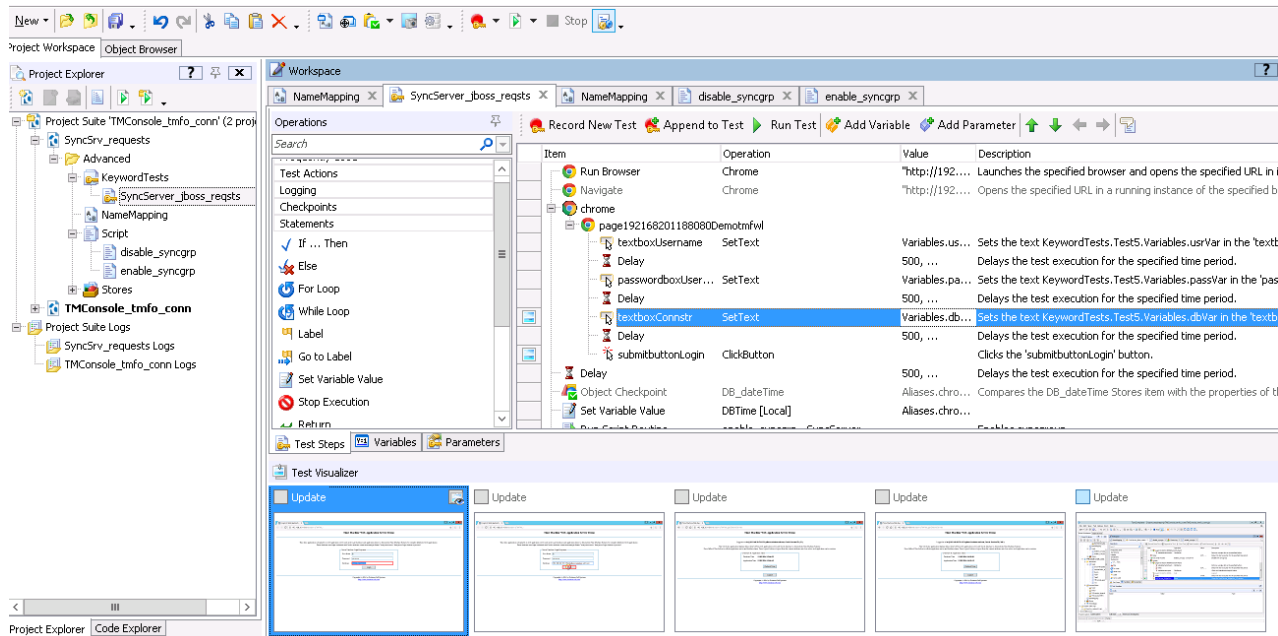 New Stop
Project Workspace Object Browser
Project Explorer
Project Suite 'TMConsole_tmfo_conn' (2 proj
SyncSrv_requests
Advanced
KeywordTests
SyncServer_jboss_reqsts
NameMapping
Script
disable_syncgrp
enable_syncgrp
Stores
TMConsole_tmfo_conn
Project Suite Logs
SyncSrv_requests Logs
TMConsole_tmfo_conn Logs
Project Explorer Code Explorer
Workspace
NameMapping SyncServer_jboss_reqsts NameMapping disable_syncgrp enable_syncgrp
Operations
Search
Test Actions
Logging
Checkpoints
Statements
If ... Then
Else
For Loop
While Loop
Label
Go to Label
Set Variable Value
Stop Execution
Return
Record New Test Append to Test Run Test Add Variable Add Parameter
Item Operation Value Description
Run Browser Chrome "http://192.... Launches the specified browser and opens the specified URL in i
Navigate Chrome "http://192.... Opens the specified URL in a running instance of the specified b
chrome
page192168201188080Demotmfwl
textboxUsername SetText Variables.us... Sets the text KeywordTests.Test5.Variables.usrVar in the 'textb
Delay 500, ... Delays the test execution for the specified time period.
passwordboxUser... SetText Variables.pa... Sets the text KeywordTests.Test5.Variables.passVar in the 'pas
Delay 500, ... Delays the test execution for the specified time period.
textboxConnstr SetText Variables.db... Sets the text KeywordTests.Test5.Variables.dbVar in the 'textb
Delay 500, ... Delays the test execution for the specified time period.
submitbuttonLogin ClickButton Clicks the 'submitbuttonLogin' button.
Delay 500, ... Delays the test execution for the specified time period.
Object Checkpoint DB_dateTime Aliases.chro... Compares the DB_dateTime Stores item with the properties of th
Set Variable Value DBTime [Local] Aliases.chro...
Test Steps Variables Parameters
Test Visualizer
Update Update Update Update Update